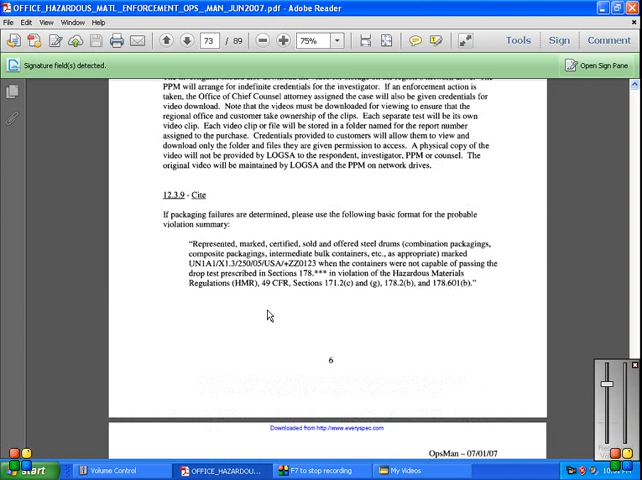 OFFICE_HAZARDOUS_MATL_ENFORCEMENT_OPS_,MAN_JUN2007.pdf - Adobe Reader
File Edit View Window Help
73 / 89 75% Tools Sign Comment
Signature field(s) detected. Open Sign Pane
PPM will arrange for indefinite credentials for the investigator. If an enforcement action is
taken, the Office of Chief Counsel attorney assigned the case will also be given credentials for
video download. Note that the videos must be downloaded for viewing to ensure that the
regional office and customer take ownership of the clips. Each separate test will be its own
video clip. Each video clip or file will be stored in a folder named for the report number
assigned to the purchase. Credentials provided to customers will allow them to view and
download only the folder and files they are given permission to access. A physical copy of the
video will not be provided by LOGSA to the respondent, investigator, PPM or counsel. The
original video will be maintained by LOGSA and the PPM on network drives.
12.3.9 - Cite
If packaging failures are determined, please use the following basic format for the probable
violation summary:
“Represented, marked, certified, sold and offered steel drums (combination packagings,
composite packagings, intermediate bulk containers, etc., as appropriate) marked
UN1A1/X1.3/250/05/USA/+ZZ0123 when the containers were not capable of passing the
drop test prescribed in Sections 178.*** in violation of the Hazardous Materials
Regulations (HMR), 49 CFR, Sections 171.2(c) and (g), 178.2(b), and 178.601(b).”
6
Downloaded from http://www.everyspec.com
OpsMan – 07/01/07
start Volume Control OFFICE_HAZARDOU... F7 to stop recording My Videos